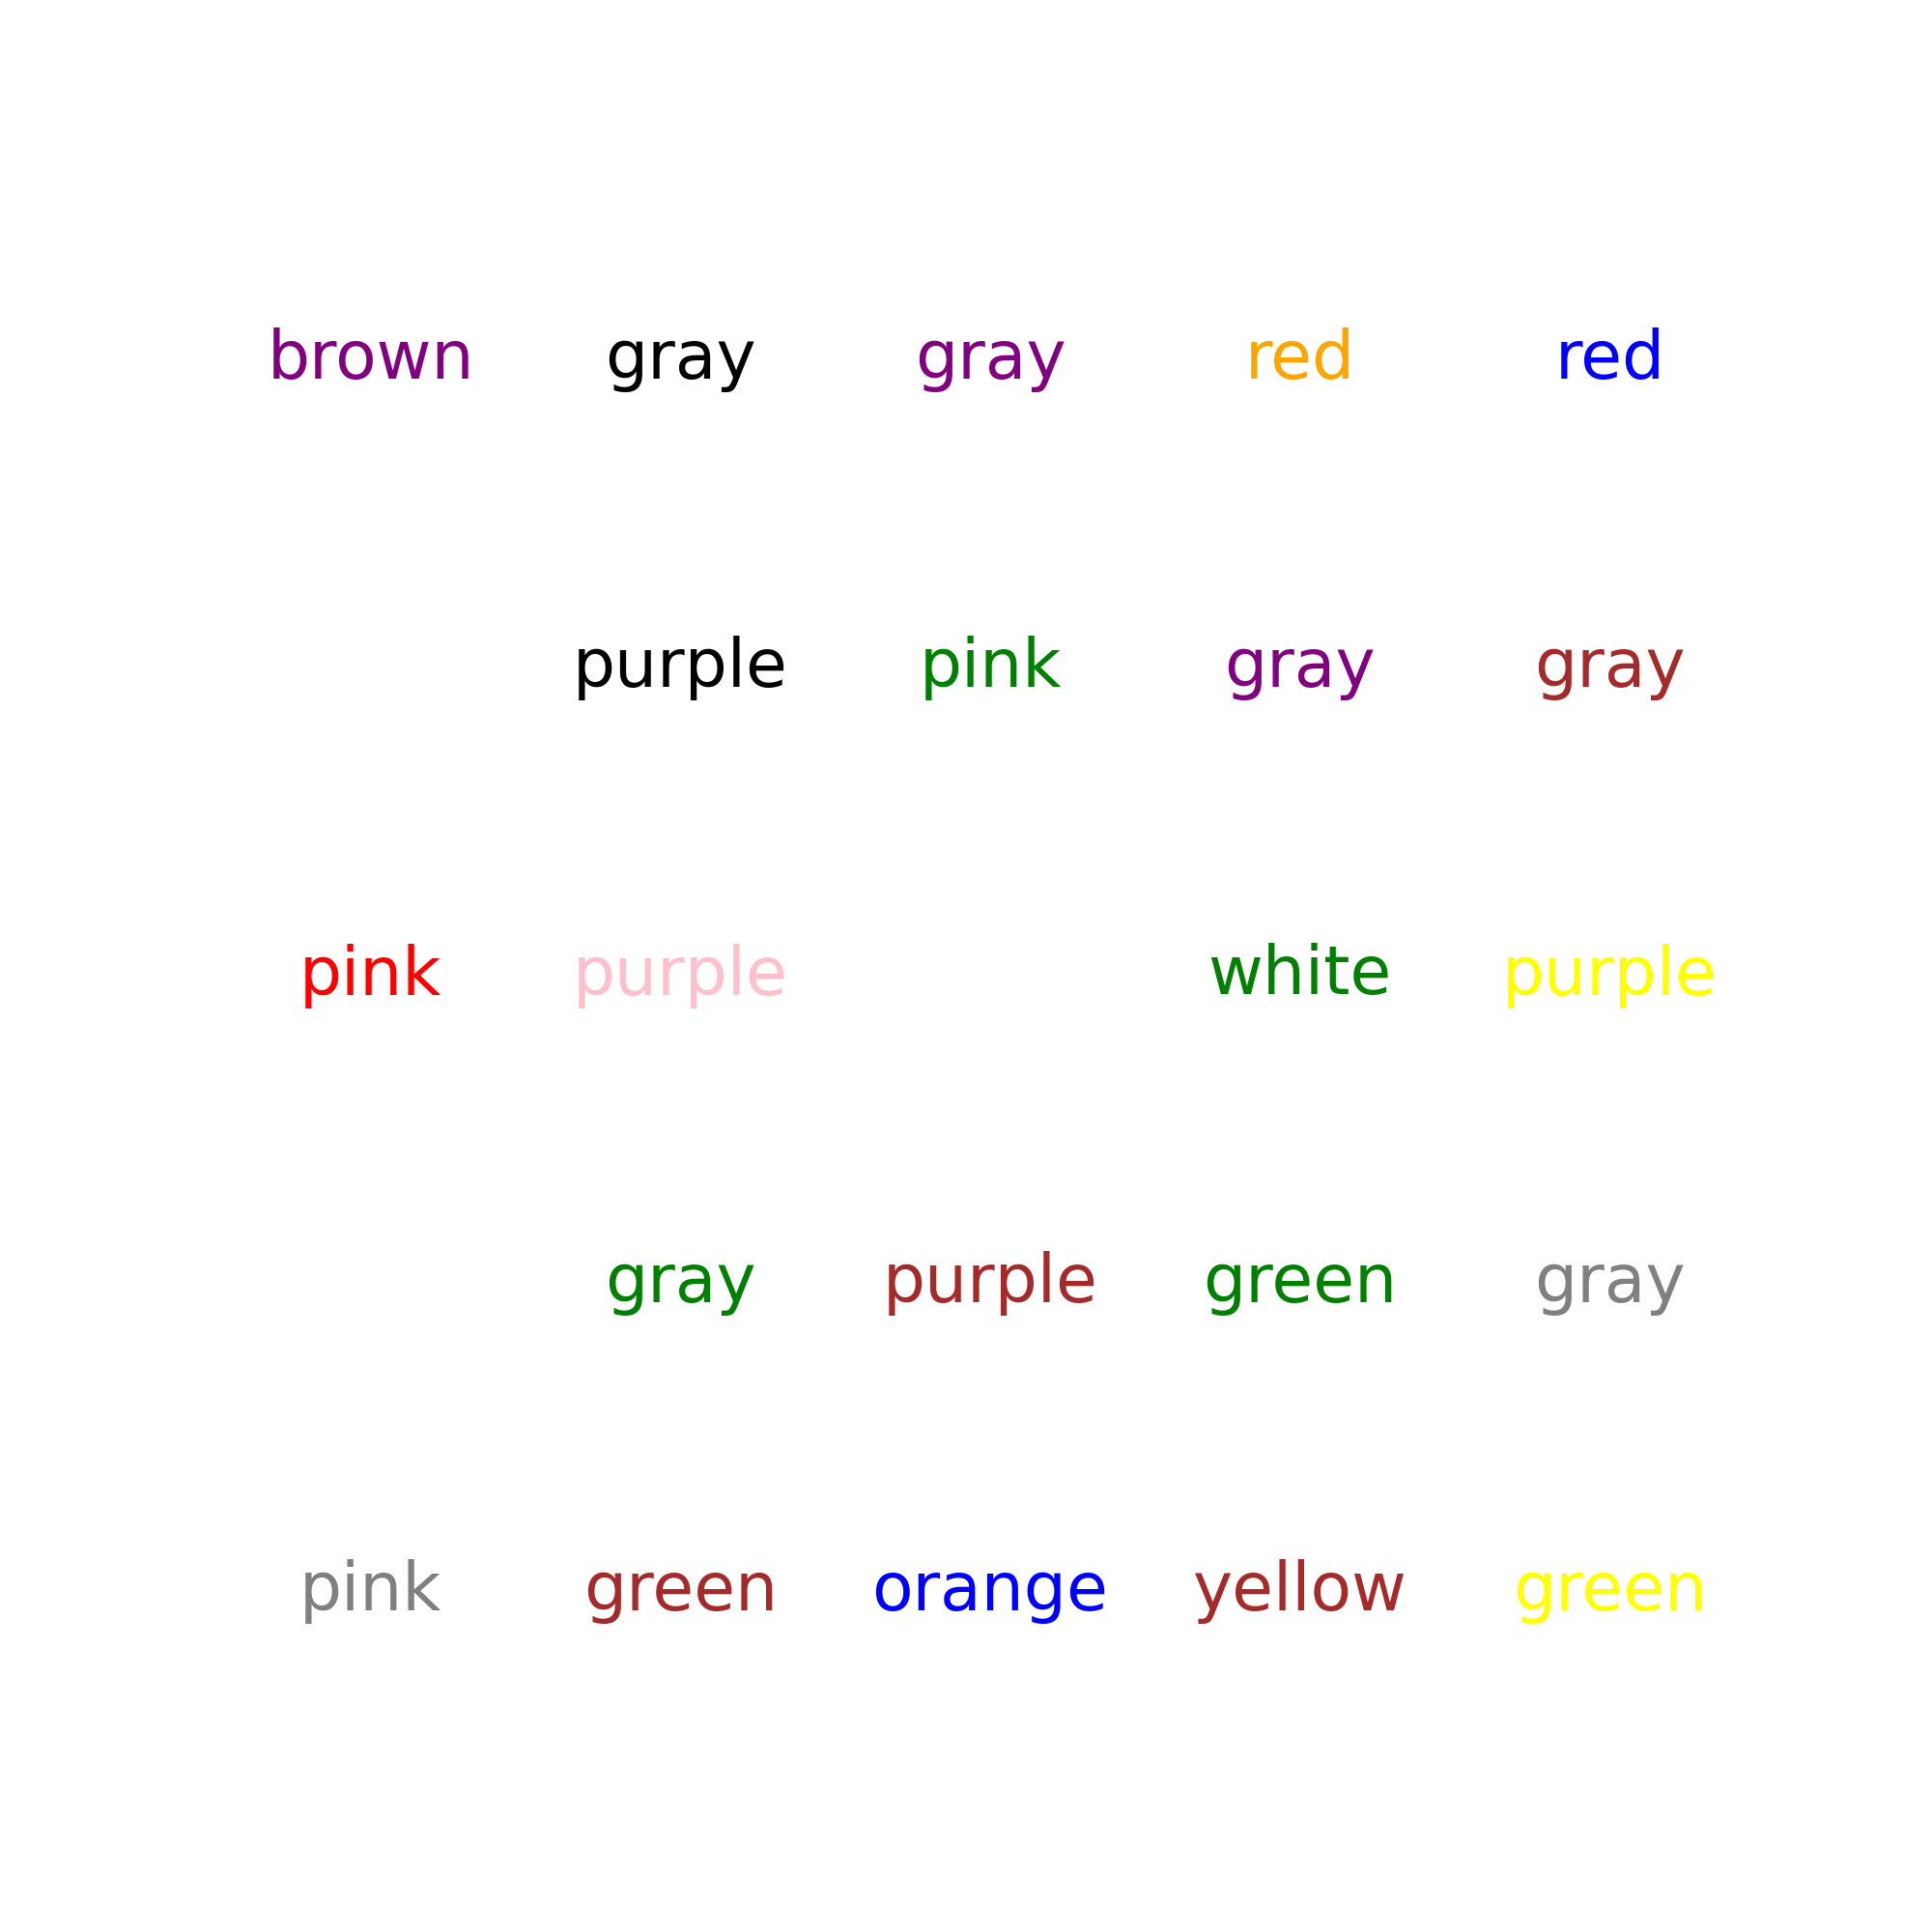 brown gray gray red red
purple pink gray gray
pink purple white purple
gray purple green gray
pink green orange yellow green